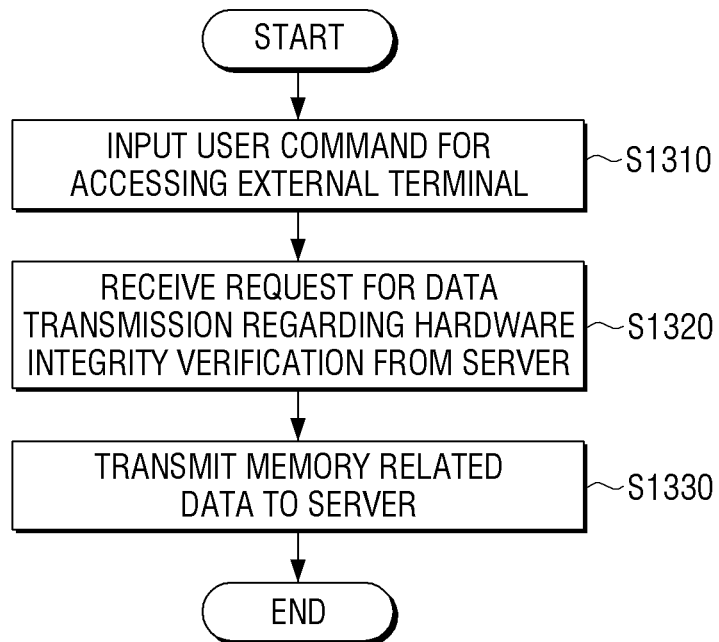 START
INPUT USER COMMAND FOR
ACCESSING EXTERNAL TERMINAL
S1310
RECEIVE REQUEST FOR DATA
TRANSMISSION REGARDING HARDWARE
INTEGRITY VERIFICATION FROM SERVER
S1320
TRANSMIT MEMORY RELATED
DATA TO SERVER
S1330
END